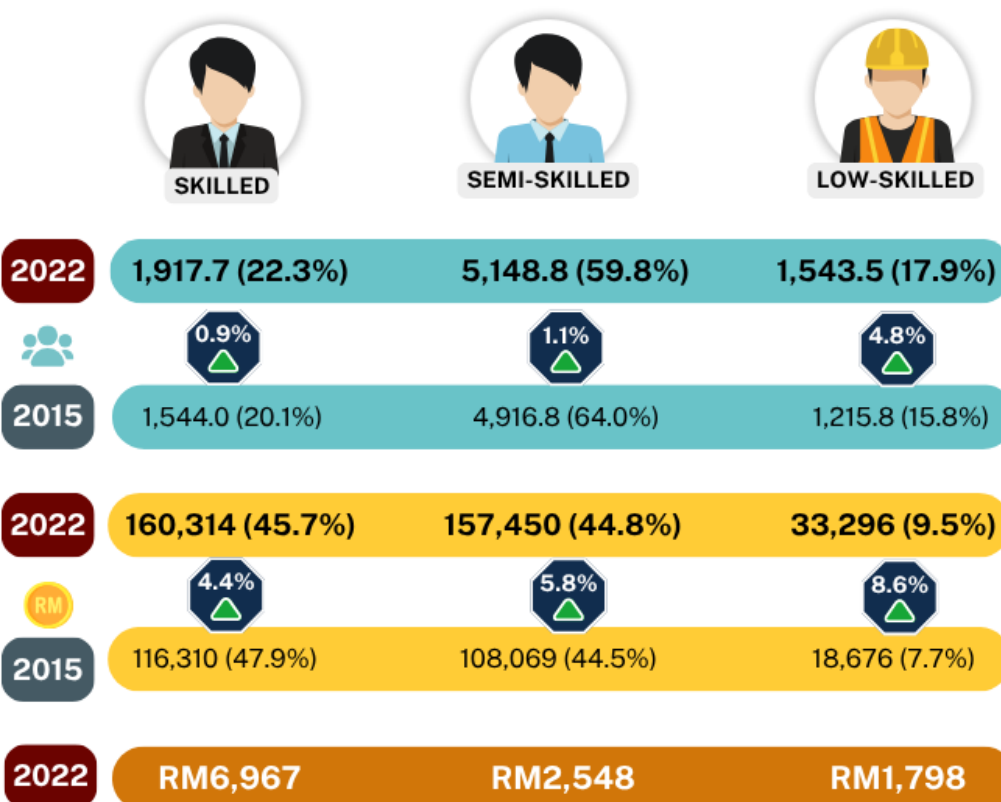 SKILLED SEMI-SKILLED LOW-SKILLED
2022 1,917.7 (22.3%) 5,148.8 (59.8%) 1,543.5 (17.9%)
0.9% 1.1% 4.8%
2015 1,544.0 (20.1%) 4,916.8 (64.0%) 1,215.8 (15.8%)
2022 160,314 (45.7%) 157,450 (44.8%) 33,296 (9.5%)
RM 4.4% 5.8% 8.6%
2015 116,310 (47.9%) 108,069 (44.5%) 18,676 (7.7%)
2022 RM6,967 RM2,548 RM1,798